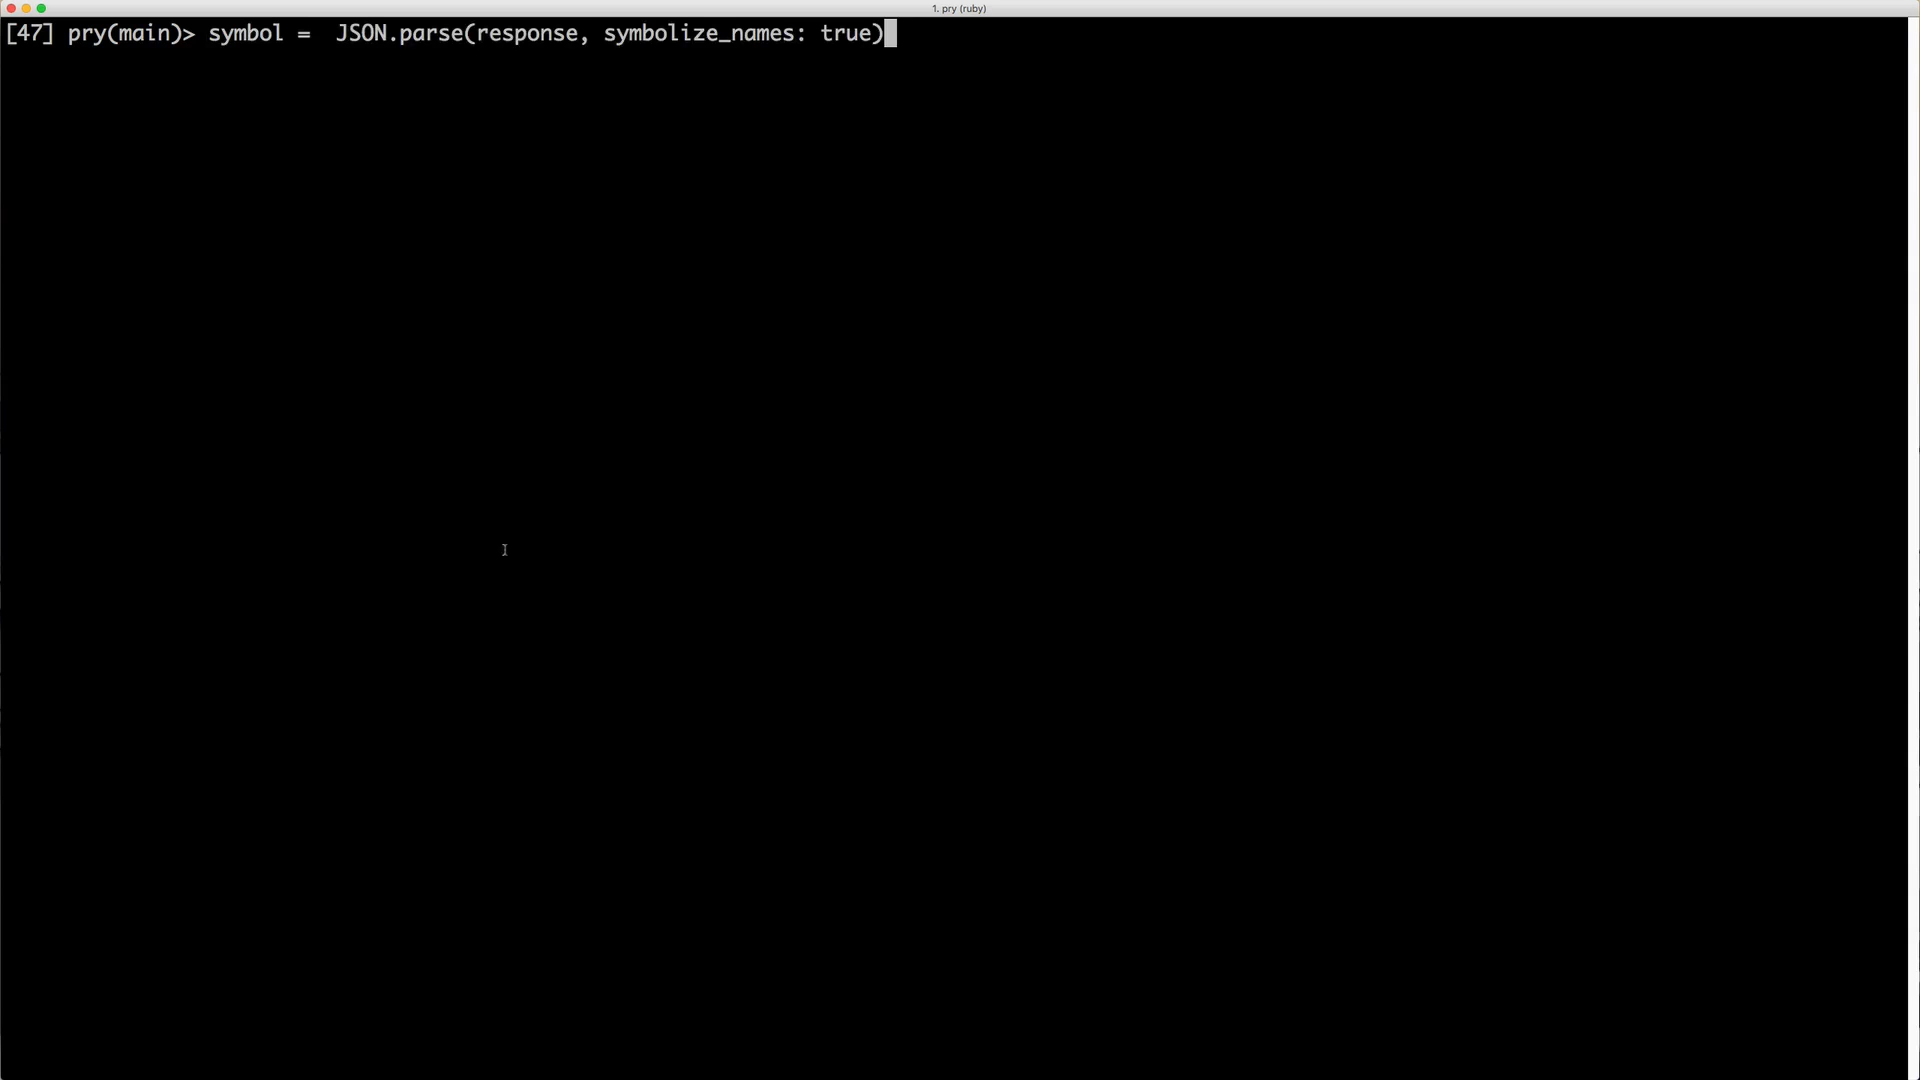 1. pry (ruby)
[47] pry(main)> symbol =  JSON.parse(response, symbolize_names: true)